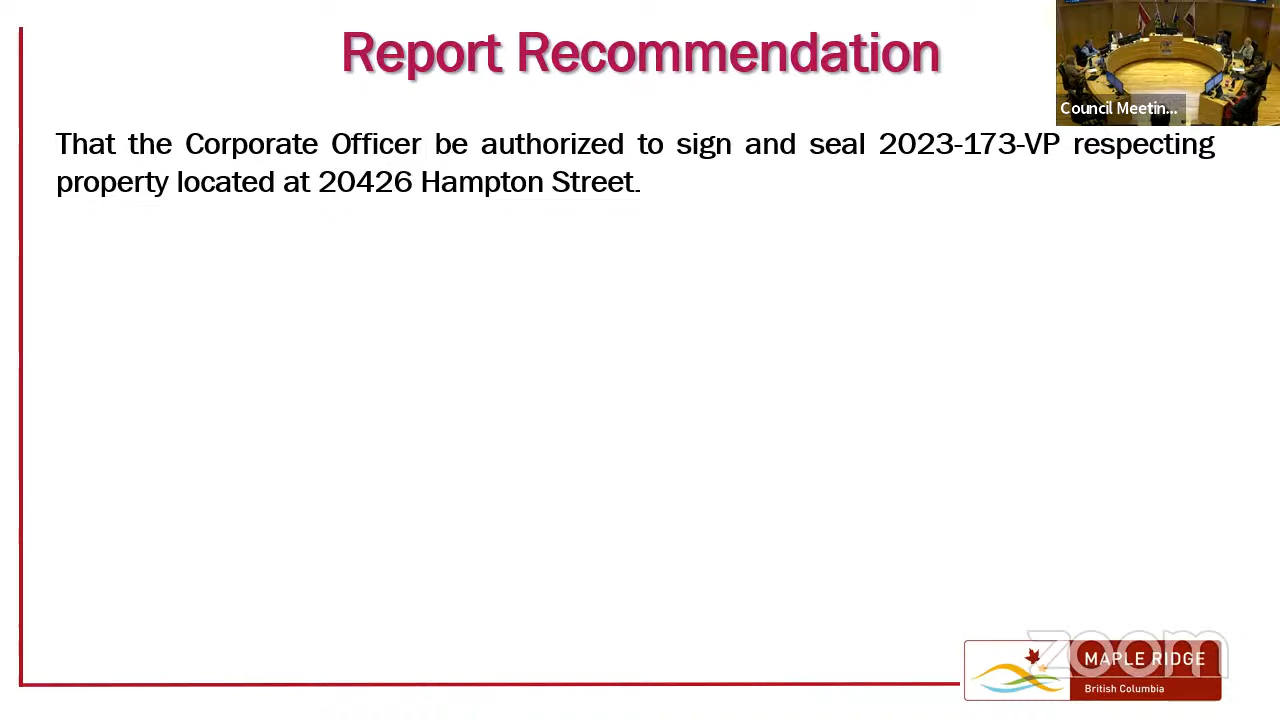 Report Recommendation
Council Meetin...
That the Corporate Officer be authorized to sign and seal 2023-173-VP respecting
property located at 20426 Hampton Street.
zoom
MAPLE RIDGE
British Columbia